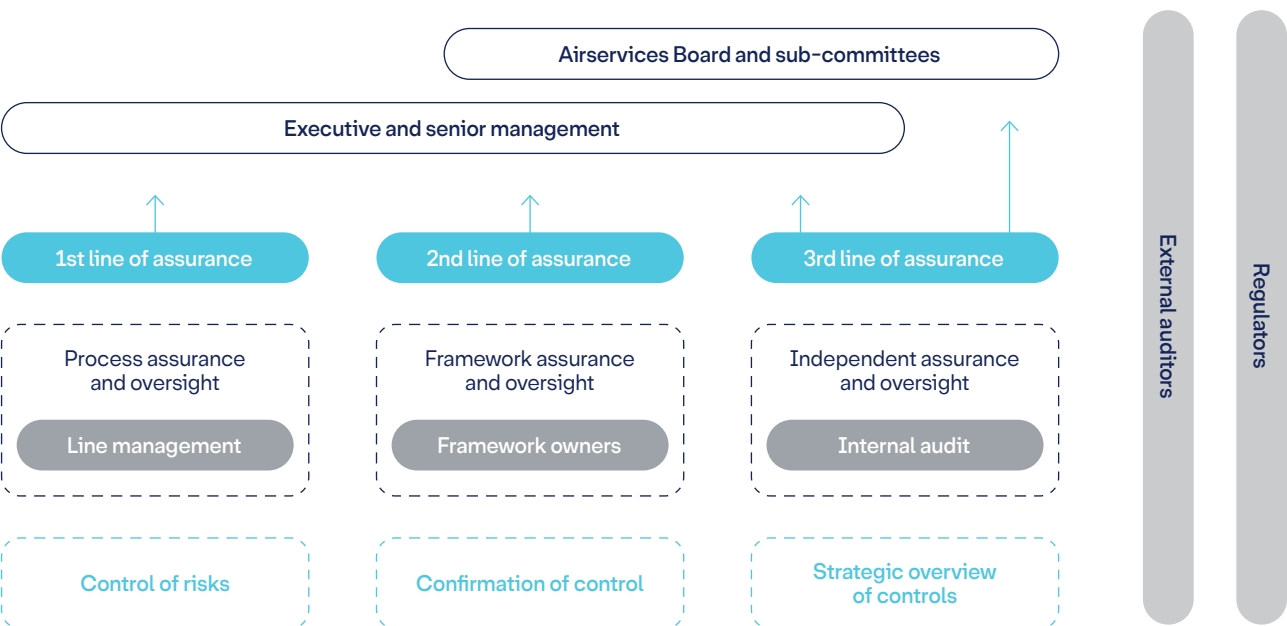 Airservices Board and sub-committees
Executive and senior management
1st line of assurance
2nd line of assurance
3rd line of assurance
Process assurance
and oversight
Line management
Framework assurance
and oversight
Framework owners
Independent assurance
and oversight
Internal audit
Control of risks
Confirmation of control
Strategic overview
of controls
External auditors
Regulators